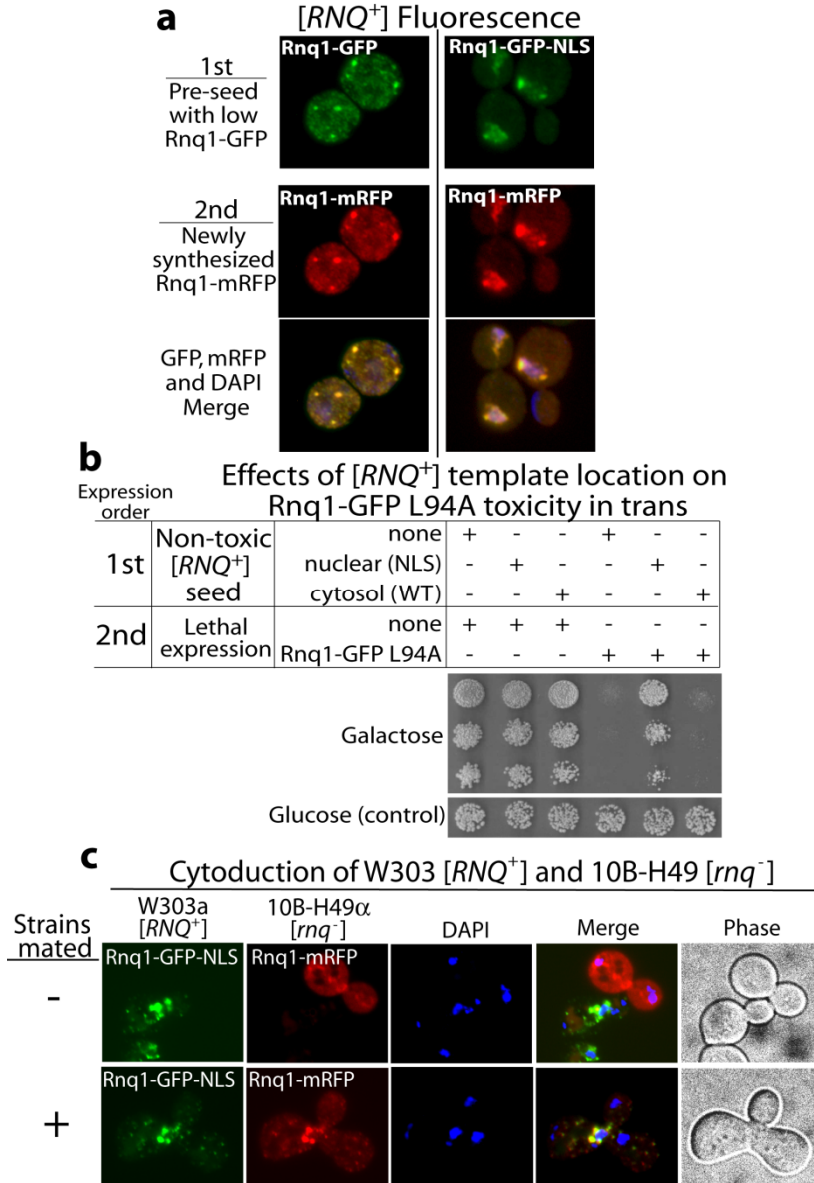 a
[RNQ+] Fluorescence
1st
Pre-seed
with low
Rnq1-GFP
Rnq1-GFP
Rnq1-GFP-NLS
2nd
Newly
synthesized
Rnq1-mRFP
Rnq1-mRFP
Rnq1-mRFP
GFP, mRFP
and DAPI
Merge
b
Effects of [RNQ+] template location on
Rnq1-GFP L94A toxicity in trans
Expression
order
1st
Non-toxic
[RNQ+]
seed
none + - - + - -
nuclear (NLS) - + - - + -
cytosol (WT) - - + - - +
2nd
Lethal
expression
none + + + - - -
Rnq1-GFP L94A - - - + + +
Galactose
Glucose (control)
c
Cytoduction of W303 [RNQ+] and 10B-H49 [rnq-]
Strains
mated
W303a
[RNQ+]
10B-H49α
[rnq-]
DAPI
Merge
Phase
-
Rnq1-GFP-NLS
Rnq1-mRFP
+
Rnq1-GFP-NLS
Rnq1-mRFP